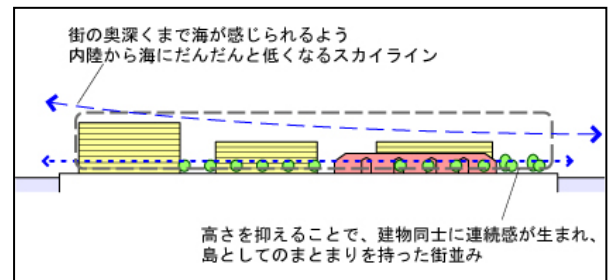 街の奥深くまで海が感じられるよう
内陸から海にだんだんと低くなるスカイライン
高さを抑えることで、建物同士に連続感が生まれ、
島としてのまとまりを持った街並み